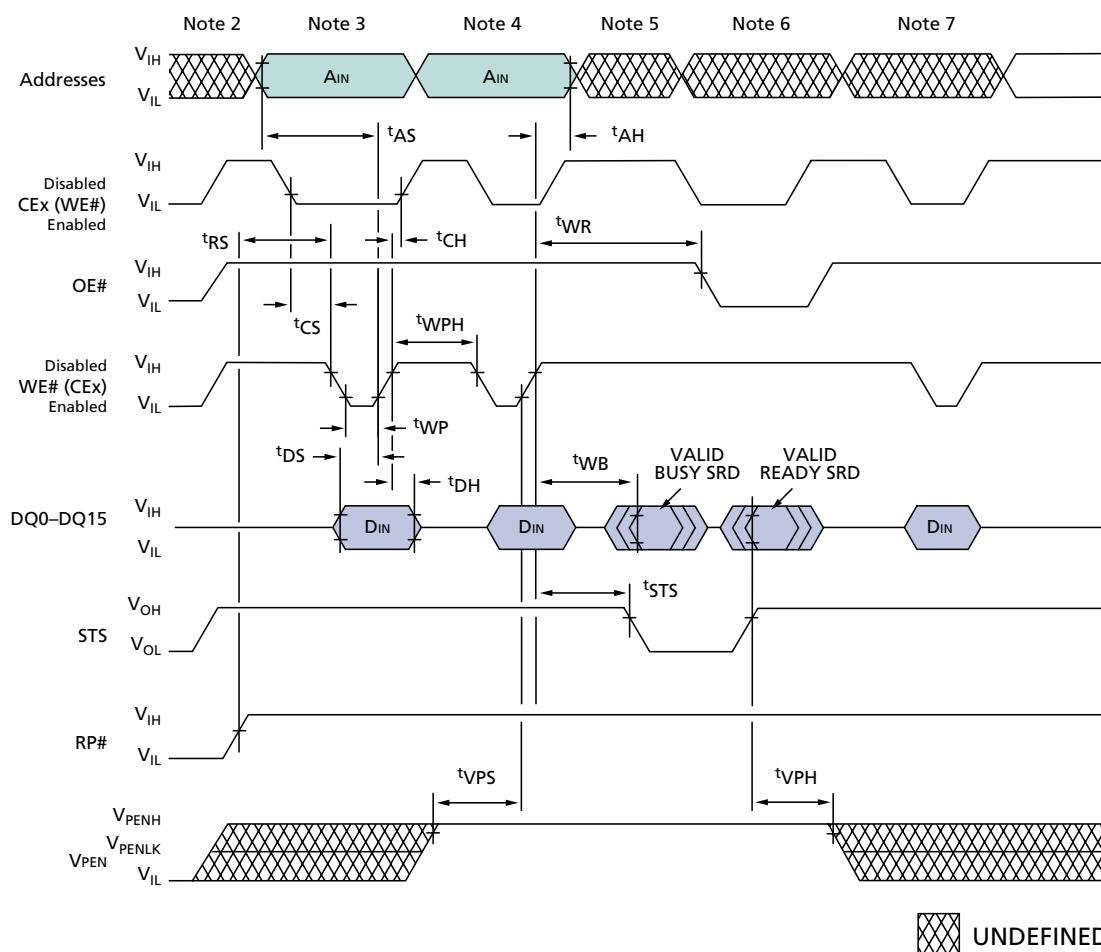 Note 2 Note 3 Note 4 Note 5 Note 6 Note 7
Addresses VIH AIN AIN
VIL
tAS tAH
VIH
Disabled
CEx (WE#)
Enabled
VIL
tRS tCH tWR
VIH
OE#
VIL
tCS tWPH
VIH
Disabled
WE# (CEx)
Enabled
VIL
tWP
tDS tDH tWB
VALID
BUSY SRD
VALID
READY SRD
VIH
DQ0–DQ15 DIN DIN DIN
VIL
tSTS
VOH
STS
VOL
VIH
RP#
VIL
tVPS tVPH
VPENH
VPENLK
VPEN
VIL
UNDEFINED